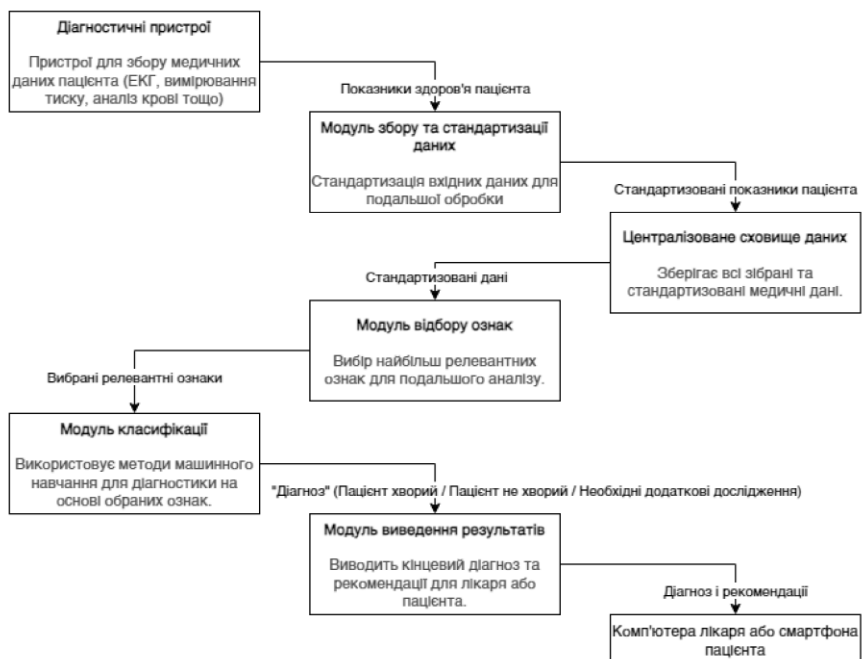 Діагностичні пристрої
Пристрої для збору медичних
даних пацієнта (ЕКГ, вимірювання
тиску, аналіз крові тощо)
Показники здоров'я пацієнта
Модуль збору та стандартизації
даних
Стандартизація вхідних даних для
подальшої обробки
Стандартизовані показники пацієнта
Централізоване сховище даних
Зберігає всі зібрані та
стандартизовані медичні дані.
Стандартизовані дані
Модуль відбору ознак
Вибір найбільш релевантних
ознак для подальшого аналізу.
Вибрані релевантні ознаки
Модуль класифікації
Використовує методи машинного
навчання для діагностики на
основі обраних ознак.
"Діагноз" (Пацієнт хворий / Пацієнт не хворий / Необхідні додаткові дослідження)
Модуль виведення результатів
Виводить кінцевий діагноз та
рекомендації для лікаря або
пацієнта.
Діагноз і рекомендації
Комп'ютера лікаря або смартфона
пацієнта